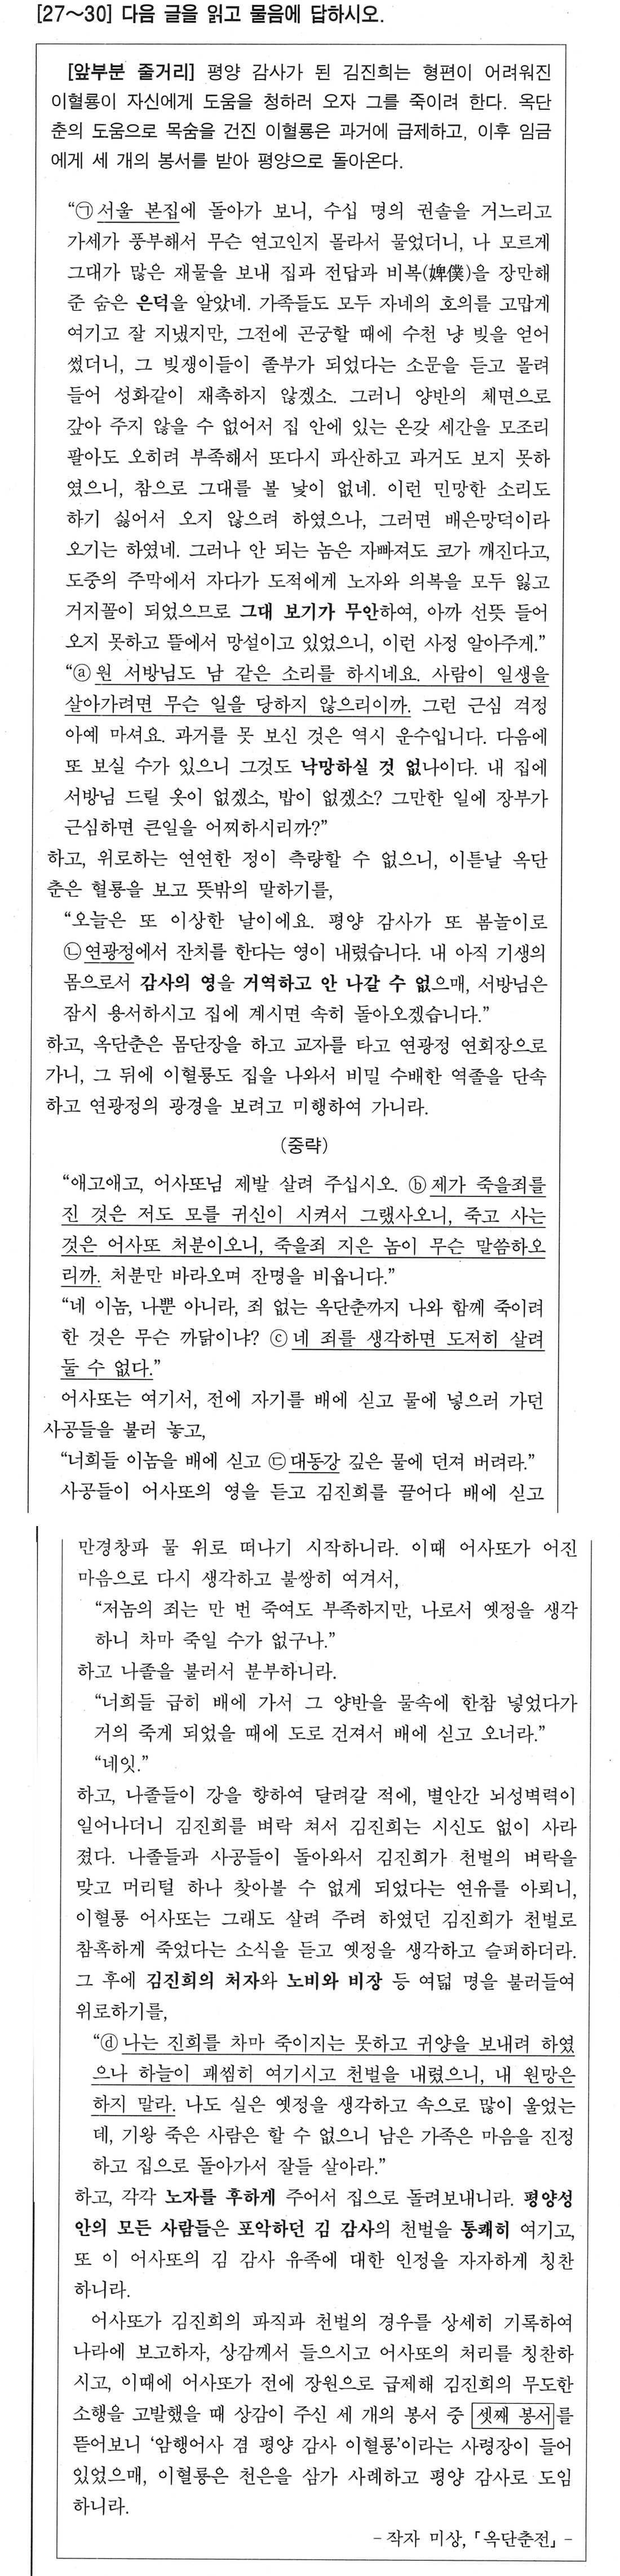 [27～30] 다음 글을 읽고 물음에 답하시오.
[앞부분 줄거리] 평양 감사가 된 김진희는 형편이 어려워진
이혈룡이 자신에게 도움을 청하러 오자 그를 죽이려 한다. 옥단
춘의 도움으로 목숨을 건진 이혈룡은 과거에 급제하고, 이후 임금
에게 세 개의 봉서를 받아 평양으로 돌아온다.
“㉠서울 본집에 돌아가 보니, 수십 명의 권솔을 거느리고
가세가 풍부해서 무슨 연고인지 몰라서 물었더니, 나 모르게
그대가 많은 재물을 보내 집과 전답과 비복(婢僕)을 장만해
준 숨은 은덕을 알았네. 가족들도 모두 자네의 호의를 고맙게
여기고 잘 지냈지만, 그전에 곤궁할 때에 수천 냥 빚을 얻어
썼더니, 그 빚쟁이들이 졸부가 되었다는 소문을 듣고 몰려
들어 성화같이 재촉하지 않겠소. 그러니 양반의 체면으로
갚아 주지 않을 수 없어서 집 안에 있는 온갖 세간을 모조리
팔아도 오히려 부족해서 또다시 파산하고 과거도 보지 못하
였으니, 참으로 그대를 볼 낯이 없네. 이런 민망한 소리도
하기 싫어서 오지 않으려 하였으나, 그러면 배은망덕이라
오기는 하였네. 그러나 안 되는 놈은 자빠져도 코가 깨진다고,
도중의 주막에서 자다가 도적에게 노자와 의복을 모두 잃고
거지꼴이 되었으므로 그대 보기가 무안하여, 아까 선뜻 들어
오지 못하고 뜰에서 망설이고 있었으니, 이런 사정 알아주게.”
“ⓐ원 서방님도 남 같은 소리를 하시네요. 사람이 일생을
살아가려면 무슨 일을 당하지 않으리이까. 그런 근심 걱정
아예 마셔요. 과거를 못 보신 것은 역시 운수입니다. 다음에
또 보실 수가 있으니 그것도 낙망하실 것 없나이다. 내 집에
서방님 드릴 옷이 없겠소, 밥이 없겠소? 그만한 일에 장부가
근심하면 큰일을 어찌하시리까?”
하고, 위로하는 연연한 정이 측량할 수 없으니, 이튿날 옥단
춘은 혈룡을 보고 뜻밖의 말하기를,
“오늘은 또 이상한 날이에요. 평양 감사가 또 봄놀이로
㉡연광정에서 잔치를 한다는 영이 내렸습니다. 내 아직 기생의
몸으로서 감사의 영을 거역하고 안 나갈 수 없으매, 서방님은
잠시 용서하시고 집에 계시면 속히 돌아오겠습니다.”
하고, 옥단춘은 몸단장을 하고 교자를 타고 연광정 연회장으로
가니, 그 뒤에 이혈룡도 집을 나와서 비밀 수배한 역졸을 단속
하고 연광정의 광경을 보려고 미행하여 가니라.
(중략)
“애고애고, 어사또님 제발 살려 주십시오. ⓑ제가 죽을죄를
진 것은 저도 모를 귀신이 시켜서 그랬사오니, 죽고 사는
것은 어사또 처분이오니, 죽을죄 지은 놈이 무슨 말씀하오
리까. 처분만 바라오며 잔명을 비옵니다.”
“네 이놈, 나뿐 아니라, 죄 없는 옥단춘까지 나와 함께 죽이려
한 것은 무슨 까닭이냐? ⓒ네 죄를 생각하면 도저히 살려
둘 수 없다.”
어사또는 여기서, 전에 자기를 배에 싣고 물에 넣으러 가던
사공들을 불러 놓고,
“너희들 이놈을 배에 싣고 ㉢대동강 깊은 물에 던져 버려라.”
사공들이 어사또의 영을 듣고 김진희를 끌어다 배에 싣고
만경창파 물 위로 떠나기 시작하니라. 이때 어사또가 어진
마음으로 다시 생각하고 불쌍히 여겨서,
“저놈의 죄는 만 번 죽여도 부족하지만, 나로서 옛정을 생각
하니 차마 죽일 수가 없구나.”
하고 나졸을 불러서 분부하니라.
“너희들 급히 배에 가서 그 양반을 물속에 한참 넣었다가
거의 죽게 되었을 때에 도로 건져서 배에 싣고 오너라.”
“네잇.”
하고, 나졸들이 강을 향하여 달려갈 적에, 별안간 뇌성벽력이
일어나더니 김진희를 벼락 쳐서 김진희는 시신도 없이 사라
졌다. 나졸들과 사공들이 돌아와서 김진희가 천벌의 벼락을
맞고 머리털 하나 찾아볼 수 없게 되었다는 연유를 아뢰니,
이혈룡 어사또는 그래도 살려 주려 하였던 김진희가 천벌로
참혹하게 죽었다는 소식을 듣고 옛정을 생각하고 슬퍼하더라.
그 후에 김진희의 처자와 노비와 비장 등 여덟 명을 불러들여
위로하기를,
“ⓓ나는 진희를 차마 죽이지는 못하고 귀양을 보내려 하였
으나 하늘이 괘씸히 여기시고 천벌을 내렸으니, 내 원망은
하지 말라. 나도 실은 옛정을 생각하고 속으로 많이 울었는
데, 기왕 죽은 사람은 할 수 없으니 남은 가족은 마음을 진정
하고 집으로 돌아가서 잘들 살아라.”
하고, 각각 노자를 후하게 주어서 집으로 돌려보내니라. 평양성
안의 모든 사람들은 포악하던 김 감사의 천벌을 통쾌히 여기고,
또 이 어사또의 김 감사 유족에 대한 인정을 자자하게 칭찬
하니라.
어사또가 김진희의 파직과 천벌의 경우를 상세히 기록하여
나라에 보고하자, 상감께서 들으시고 어사또의 처리를 칭찬하
시고, 이때에 어사또가 전에 장원으로 급제해 김진희의 무도한
소행을 고발했을 때 상감이 주신 세 개의 봉서 중 셋째 봉서를
뜯어보니 ‘암행어사 겸 평양 감사 이혈룡’이라는 사령장이 들어
있었으매, 이혈룡은 천은을 삼가 사례하고 평양 감사로 도임
하니라.
- 작자 미상, 「옥단춘전」 -